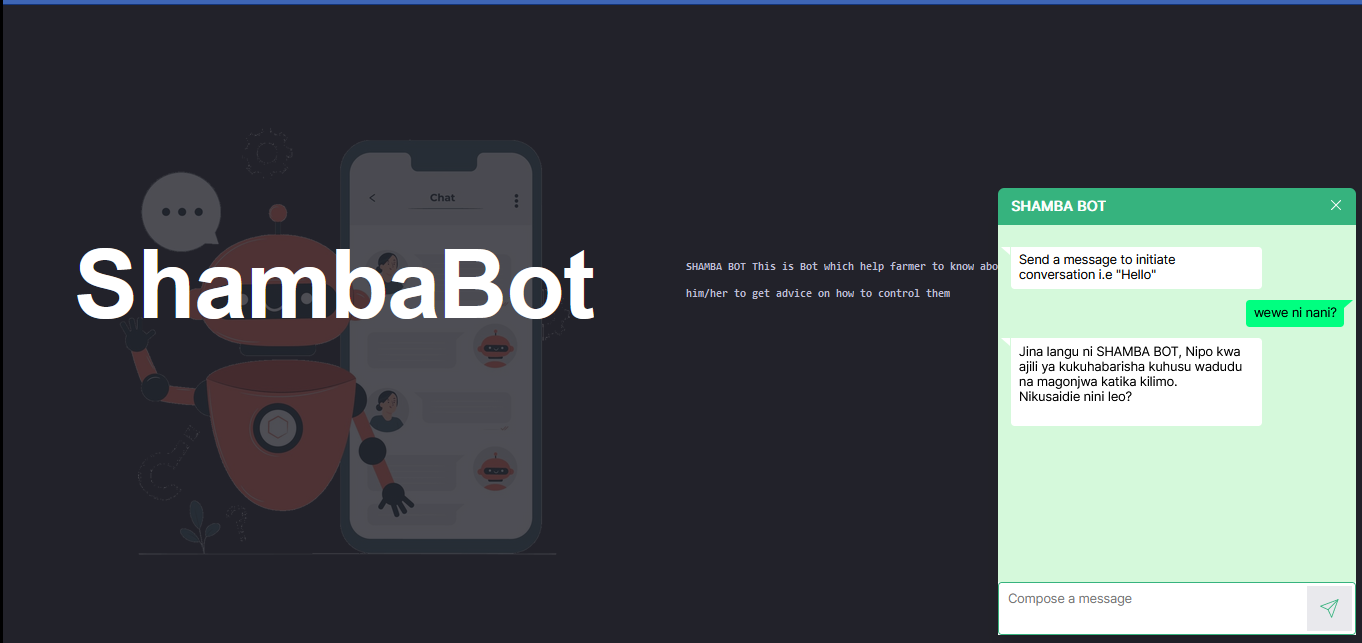 Chat
ShambaBot
SHAMBA BOT This is Bot which help farmer to know abo
him/her to get advice on how to control them
SHAMBA BOT
Send a message to initiate
conversation i.e "Hello"
wewe ni nani?
Jina langu ni SHAMBA BOT, Nipo kwa
ajili ya kukuhabarisha kuhusu wadudu
na magonjwa katika kilimo.
Nikusaidie nini leo?
Compose a message